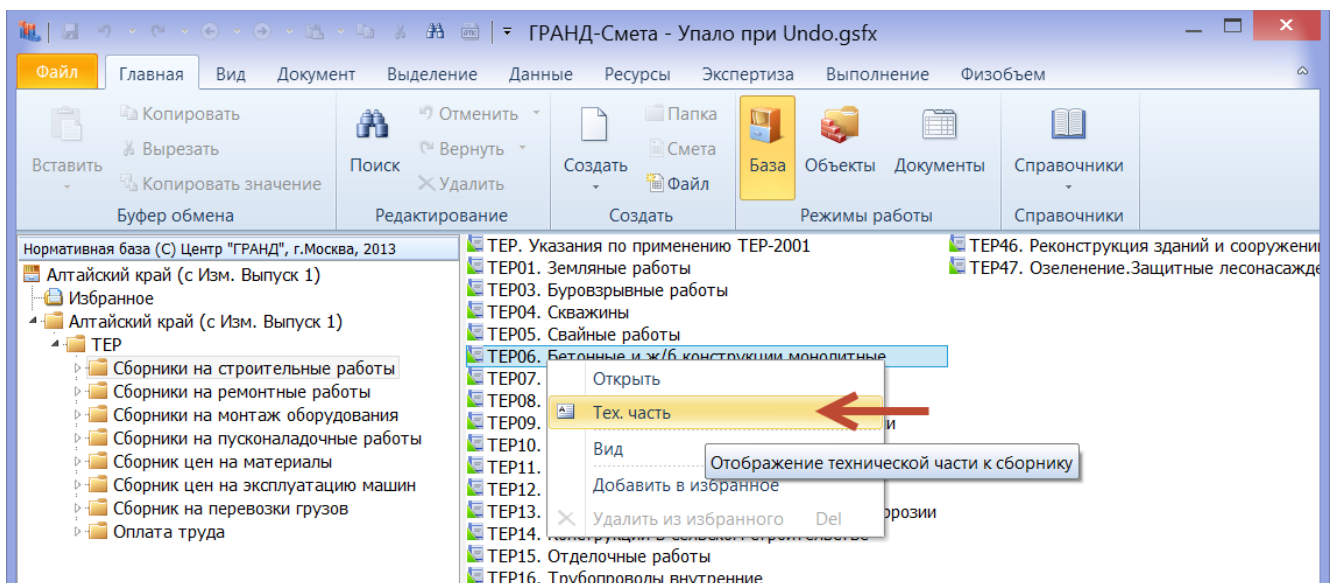 ГРАНД-Смета - Упало при Undo.gsfx
Файл Главная Вид Документ Выделение Данные Ресурсы Экспертиза Выполнение Физобъем
Вставить
Копировать
Вырезать
Копировать значение
Буфер обмена
Поиск
Отменить
Вернуть
Удалить
Редактирование
Создать
Папка
Смета
Файл
Создать
База
Объекты
Документы
Режимы работы
Справочники
Справочники
Нормативная база (C) Центр "ГРАНД", г.Москва, 2013
Алтайский край (с Изм. Выпуск 1)
Избранное
Алтайский край (с Изм. Выпуск 1)
ТЕР
Сборники на строительные работы
Сборники на ремонтные работы
Сборники на монтаж оборудования
Сборники на пусконаладочные работы
Сборник цен на материалы
Сборник цен на эксплуатацию машин
Сборник на перевозки грузов
Оплата труда
ТЕР. Указания по применению ТЕР-2001
ТЕР01. Земляные работы
ТЕР03. Буровзрывные работы
ТЕР04. Скважины
ТЕР05. Свайные работы
ТЕР06. Бетонные и ж/б конструкции монолитные
ТЕР07.
ТЕР08.
ТЕР09. и
ТЕР10.
ТЕР11.
ТЕР12.
ТЕР13. ррозии
ТЕР14.
ТЕР15. Отделочные работы
ТЕР16. Трубопроводы внутренние
ТЕР46. Реконструкция зданий и сооружени
ТЕР47. Озеленение.Защитные лесонасажде
Открыть
Тех. часть
Вид
Добавить в избранное
Удалить из избранного Del
Отображение технической части к сборнику